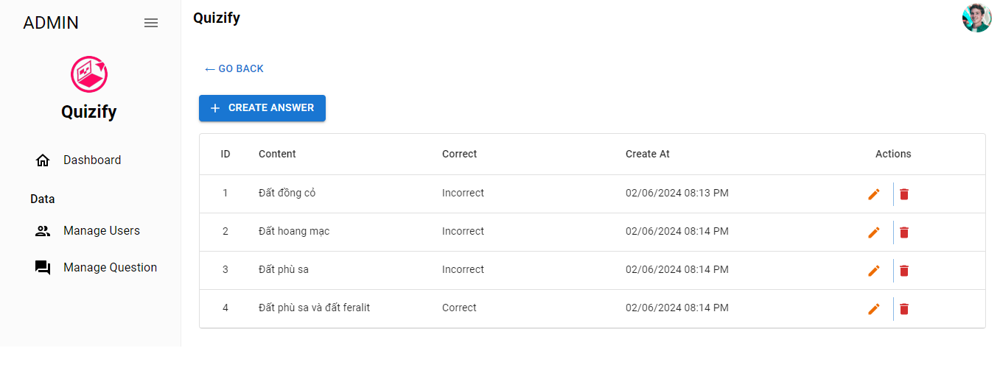 ADMIN
Quizify
Quizify
Dashboard
Data
Manage Users
Manage Question
← GO BACK
+ CREATE ANSWER
ID Content Correct Create At Actions
1 Đất đồng cỏ Incorrect 02/06/2024 08:13 PM
2 Đất hoang mạc Incorrect 02/06/2024 08:14 PM
3 Đất phù sa Incorrect 02/06/2024 08:14 PM
4 Đất phù sa và đất feralit Correct 02/06/2024 08:14 PM